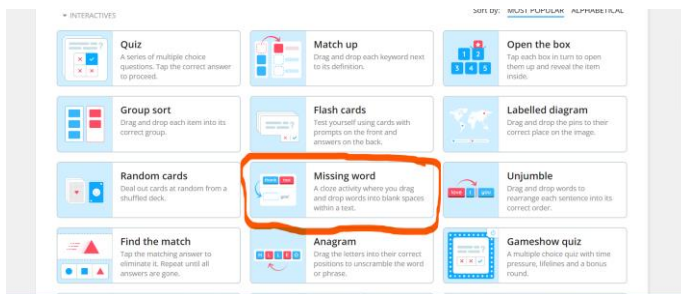 Sort by: MOST POPULAR ALPHABETICAL
INTERACTIVES
Quiz
A series of multiple choice
questions. Tap the correct answer
to proceed.
Match up
Drag and drop each keyword next
to its definition.
Open the box
Tap each box in turn to open
them up and reveal the item
inside.
1 2
3 4 5
Group sort
Drag and drop each item into its
correct group.
Flash cards
Test yourself using cards with
prompts on the front and
answers on the back.
Labelled diagram
Drag and drop the pins to their
correct place on the image.
Random cards
Deal out cards at random from a
shuffled deck.
Missing word
A cloze activity where you drag
and drop words into blank spaces
within a text.
Unjumble
Drag and drop words to
rearrange each sentence into its
correct order.
Find the match
Tap the matching answer to
eliminate it. Repeat until all
answers are gone.
Anagram
Drag the letters into their correct
positions to unscramble the word
or phrase.
Gameshow quiz
A multiple choice quiz with time
pressure, lifelines and a bonus
round.